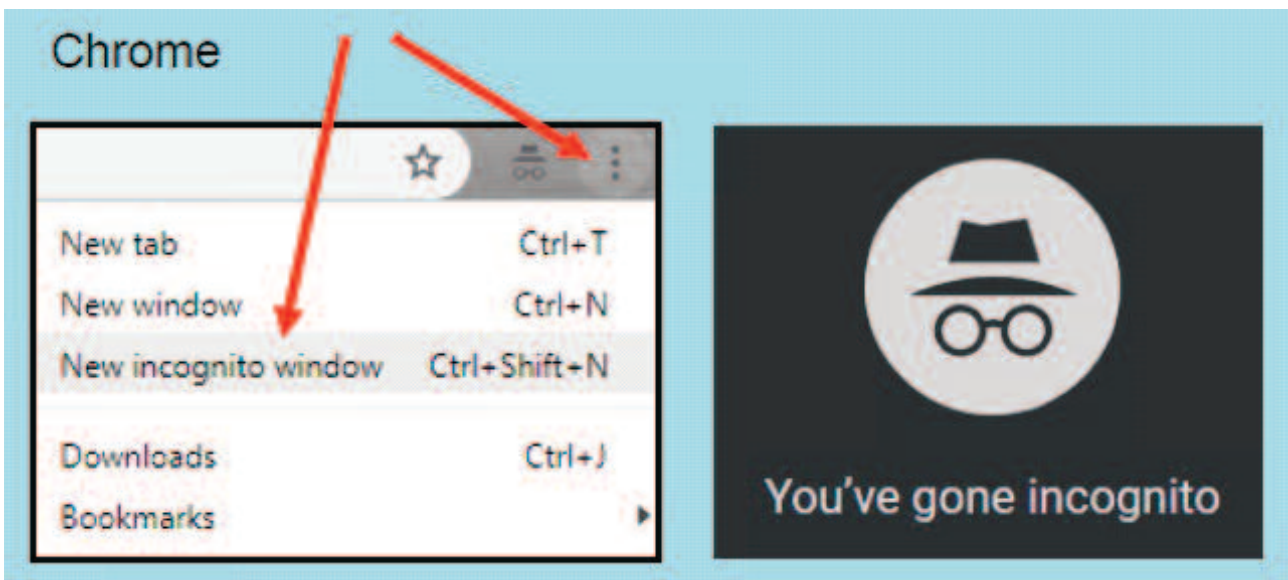 Chrome
New tab Ctrl+T
New window Ctrl+N
New incognito window Ctrl+Shift+N
Downloads Ctrl+J
Bookmarks
You've gone incognito